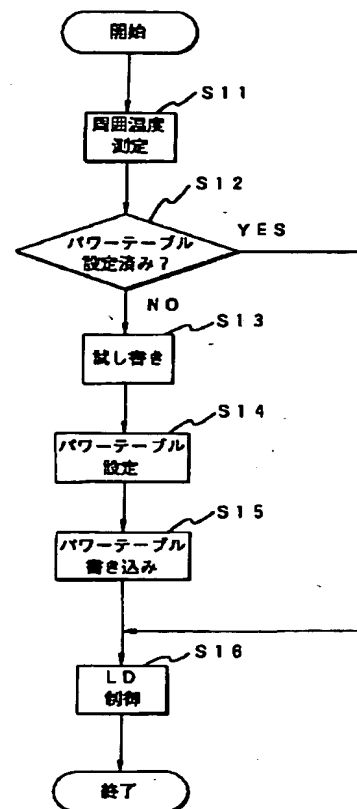 開始
S11
周囲温度
測定
S12
パワーテーブル
設定済み?
YES
NO
S13
試し書き
S14
パワーテーブル
設定
S15
パワーテーブル
書き込み
S16
LD
制御
終了